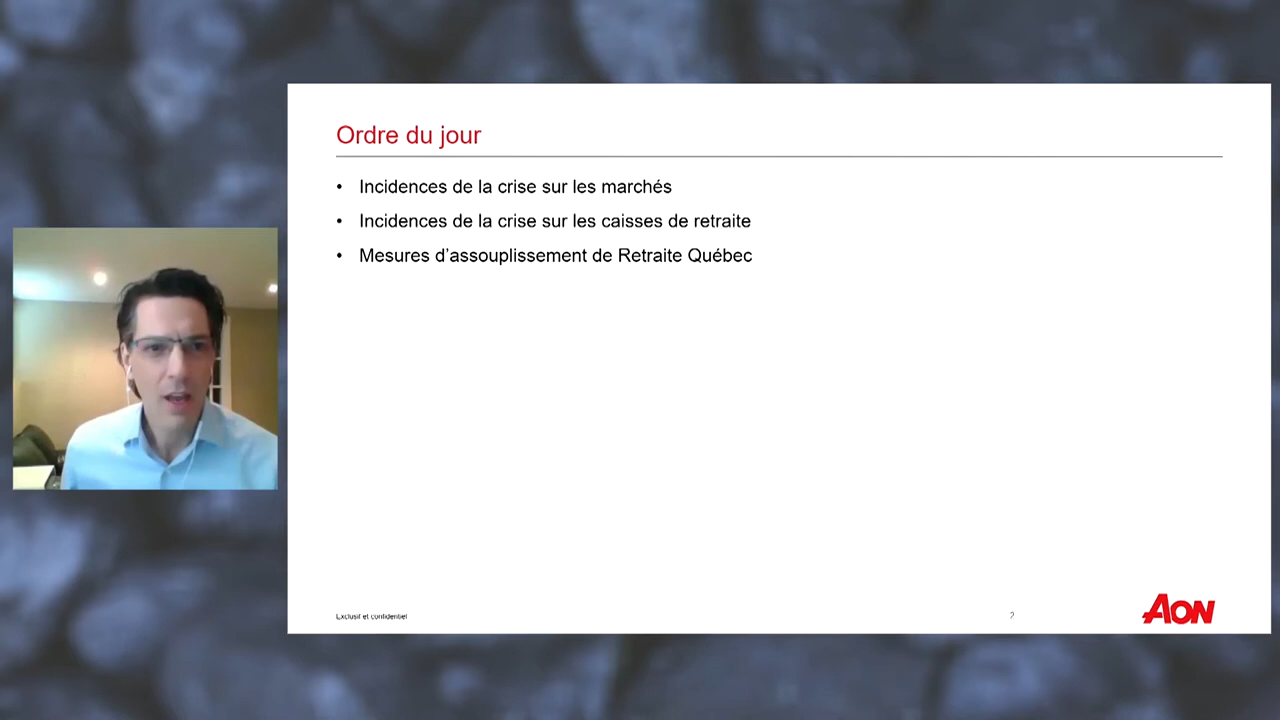 Ordre du jour
• Incidences de la crise sur les marchés
• Incidences de la crise sur les caisses de retraite
• Mesures d’assouplissement de Retraite Québec
Exclusif et confidentiel
2
AON